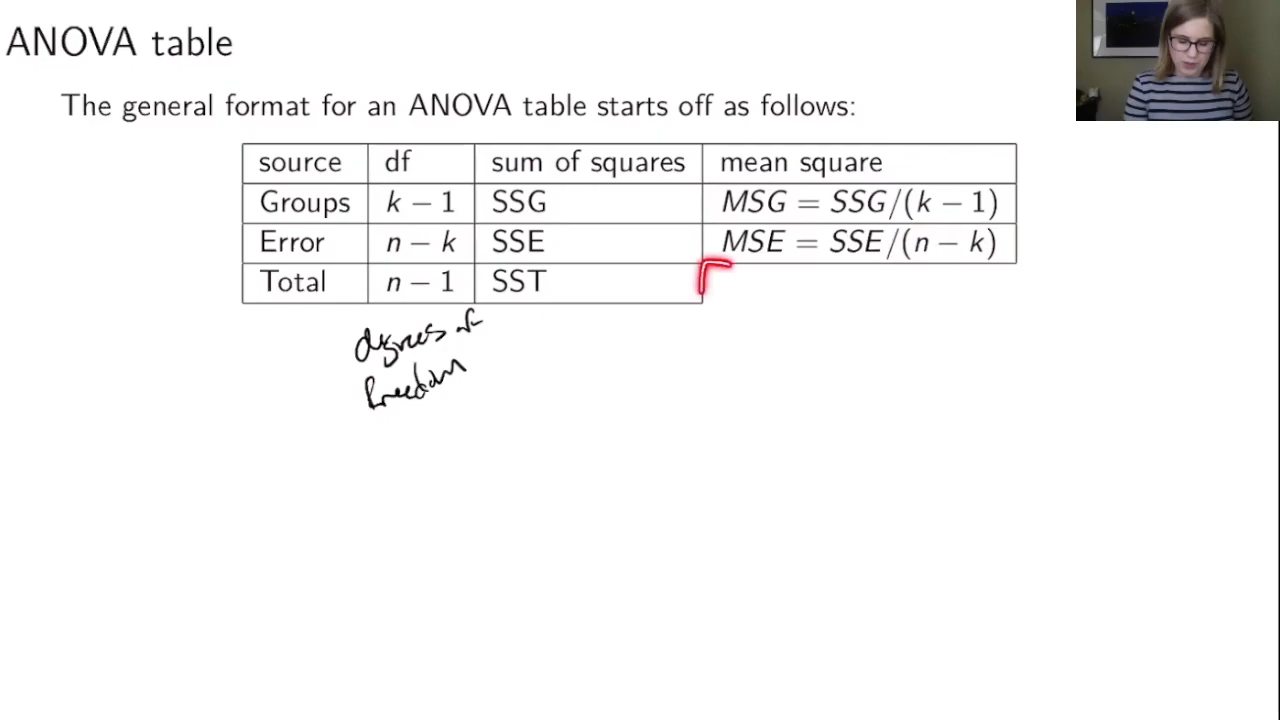 ANOVA table
The general format for an ANOVA table starts off as follows:
source df sum of squares mean square
Groups k − 1 SSG MSG = SSG/(k − 1)
Error n − k SSE MSE = SSE/(n − k)
Total n − 1 SST
degrees of
freedom